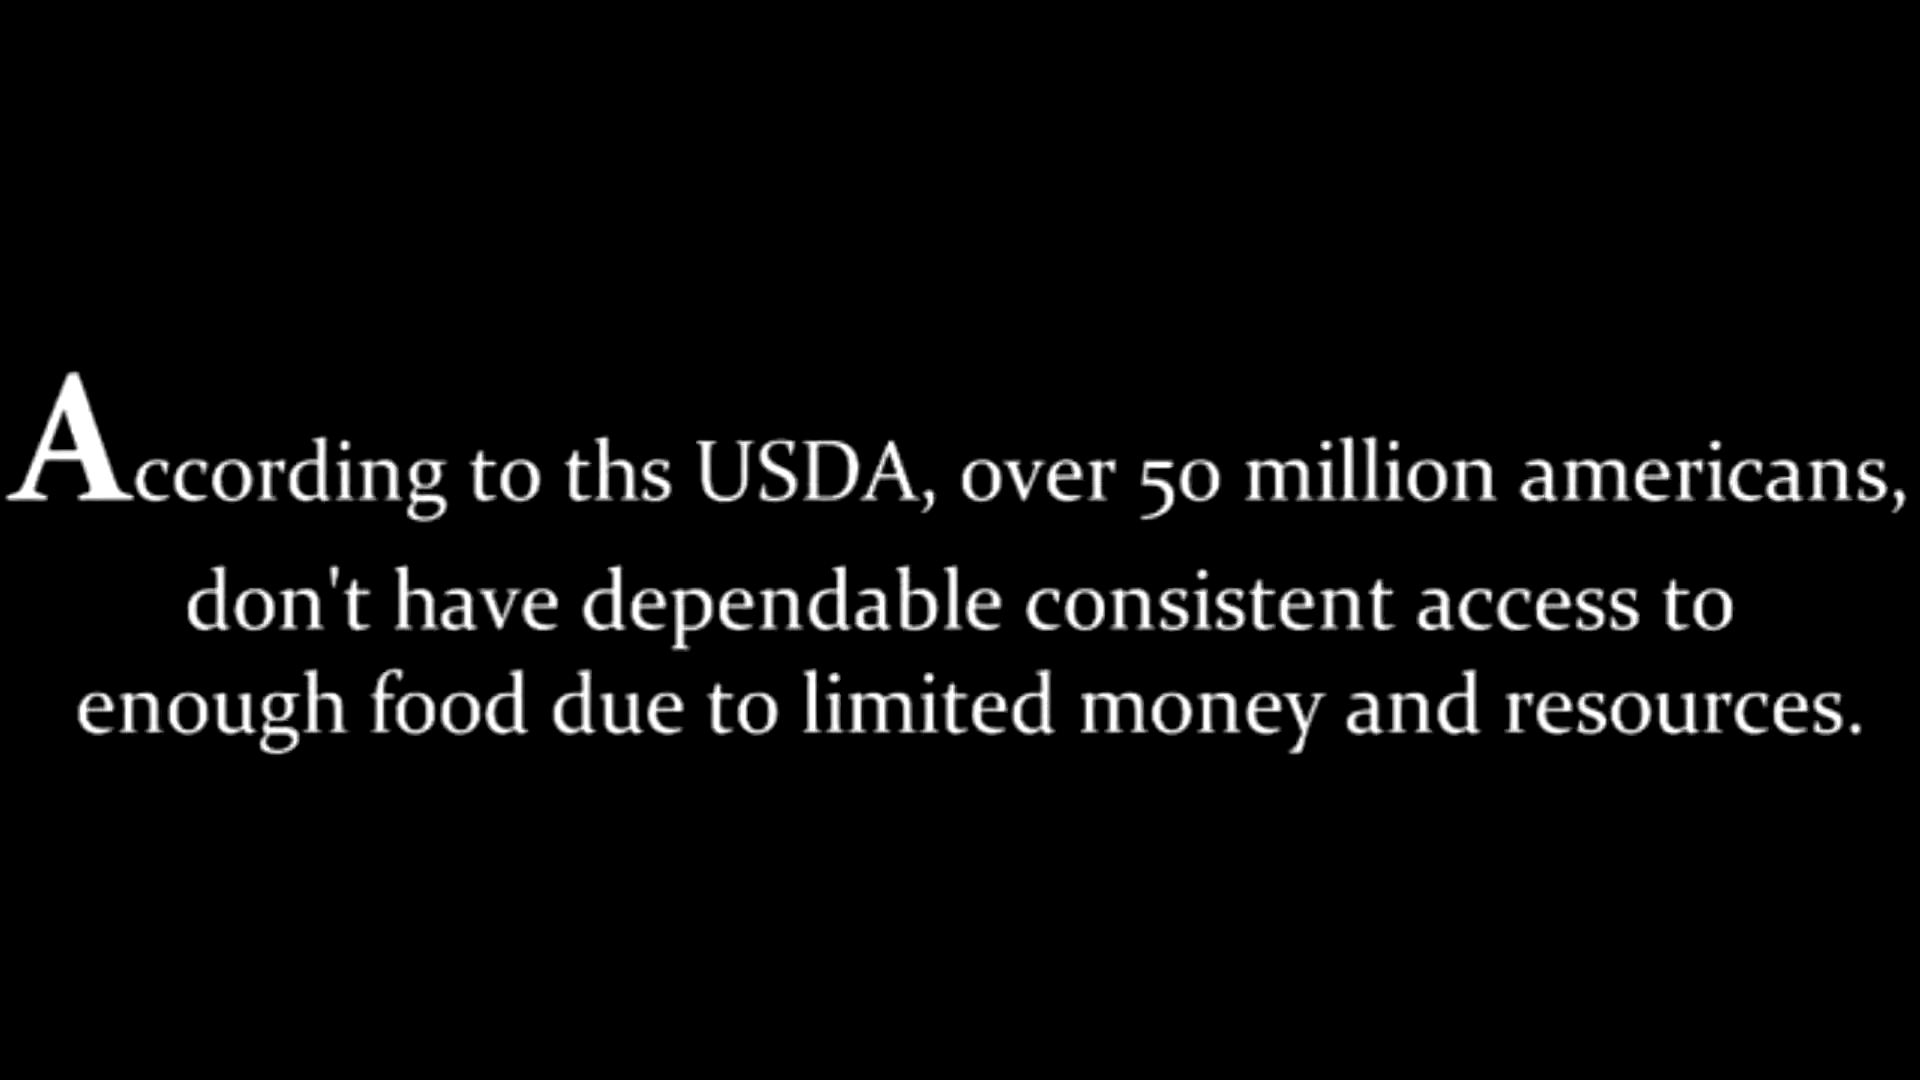 According to ths USDA, over 50 million americans,
don't have dependable consistent access to
enough food due to limited money and resources.